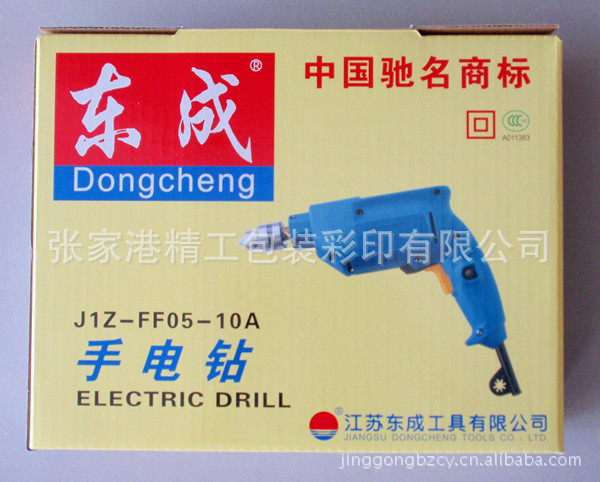 东成®
Dongcheng
中国驰名商标
CCC
A011383
张家港精工包装彩印有限公司
J1Z-FF05-10A
手电钻
ELECTRIC DRILL
®江苏东成工具有限公司
JIANGSU DONGCHENG TOOLS CO., LTD
jinggongbzcy.cn.alibaba.com